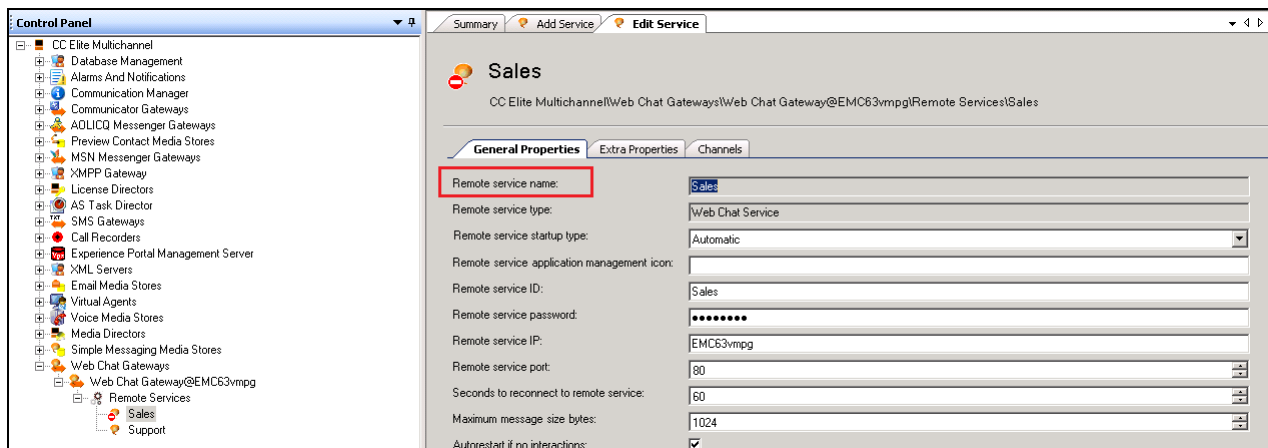 Control Panel
CC Elite Multichannel
Database Management
Alarms And Notifications
Communication Manager
Communicator Gateways
AOLICQ Messenger Gateways
Preview Contact Media Stores
MSN Messenger Gateways
XMPP Gateway
License Directors
AS Task Director
TXT
SMS Gateways
Call Recorders
Experience Portal Management Server
XML Servers
Email Media Stores
Virtual Agents
Voice Media Stores
Media Directors
Simple Messaging Media Stores
Web Chat Gateways
Web Chat Gateway@EMC63vmpg
Remote Services
Sales
Support
Summary Add Service Edit Service
Sales
CC Elite Multichannel\Web Chat Gateways\Web Chat Gateway@EMC63vmpg\Remote Services\Sales
General Properties Extra Properties Channels
Remote service name: Sales
Remote service type: Web Chat Service
Remote service startup type: Automatic
Remote service application management icon:
Remote service ID: Sales
Remote service password: ••••••••
Remote service IP: EMC63vmpg
Remote service port: 80
Seconds to reconnect to remote service: 60
Maximum message size bytes: 1024
Autorestart if no interactions: